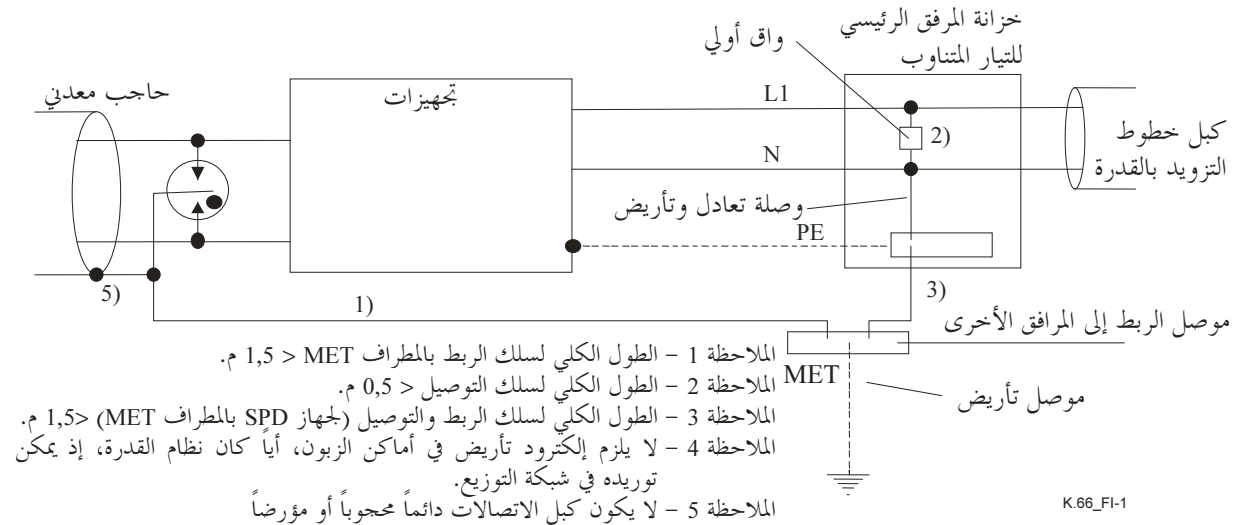 خزانة المرفق الرئيسي
للتيار المتناوب
واق أولي
حاجب معدني
تجهيزات
L1
2)
N
كبل خطوط
التزويد بالقدرة
وصلة تعادل وتأريض
PE
5)
1)
3)
موصل الربط إلى المرافق الأخرى
MET
موصل تأريض
الملاحظة 1 – الطول الكلي لسلك الربط بالمطراف MET > 1,5 م.
الملاحظة 2 – الطول الكلي لسلك التوصيل > 0,5 م.
الملاحظة 3 – الطول الكلي لسلك الربط والتوصيل (لجهاز SPD بالمطراف MET) >1,5 م.
الملاحظة 4 – لا يلزم إلكترود تأريض في أماكن الزبون، أياً كان نظام القدرة، إذ يمكن
توريده في شبكة التوزيع.
الملاحظة 5 – لا يكون كبل الاتصالات دائماً محجوباً أو مؤرضاً
K.66_FI-1